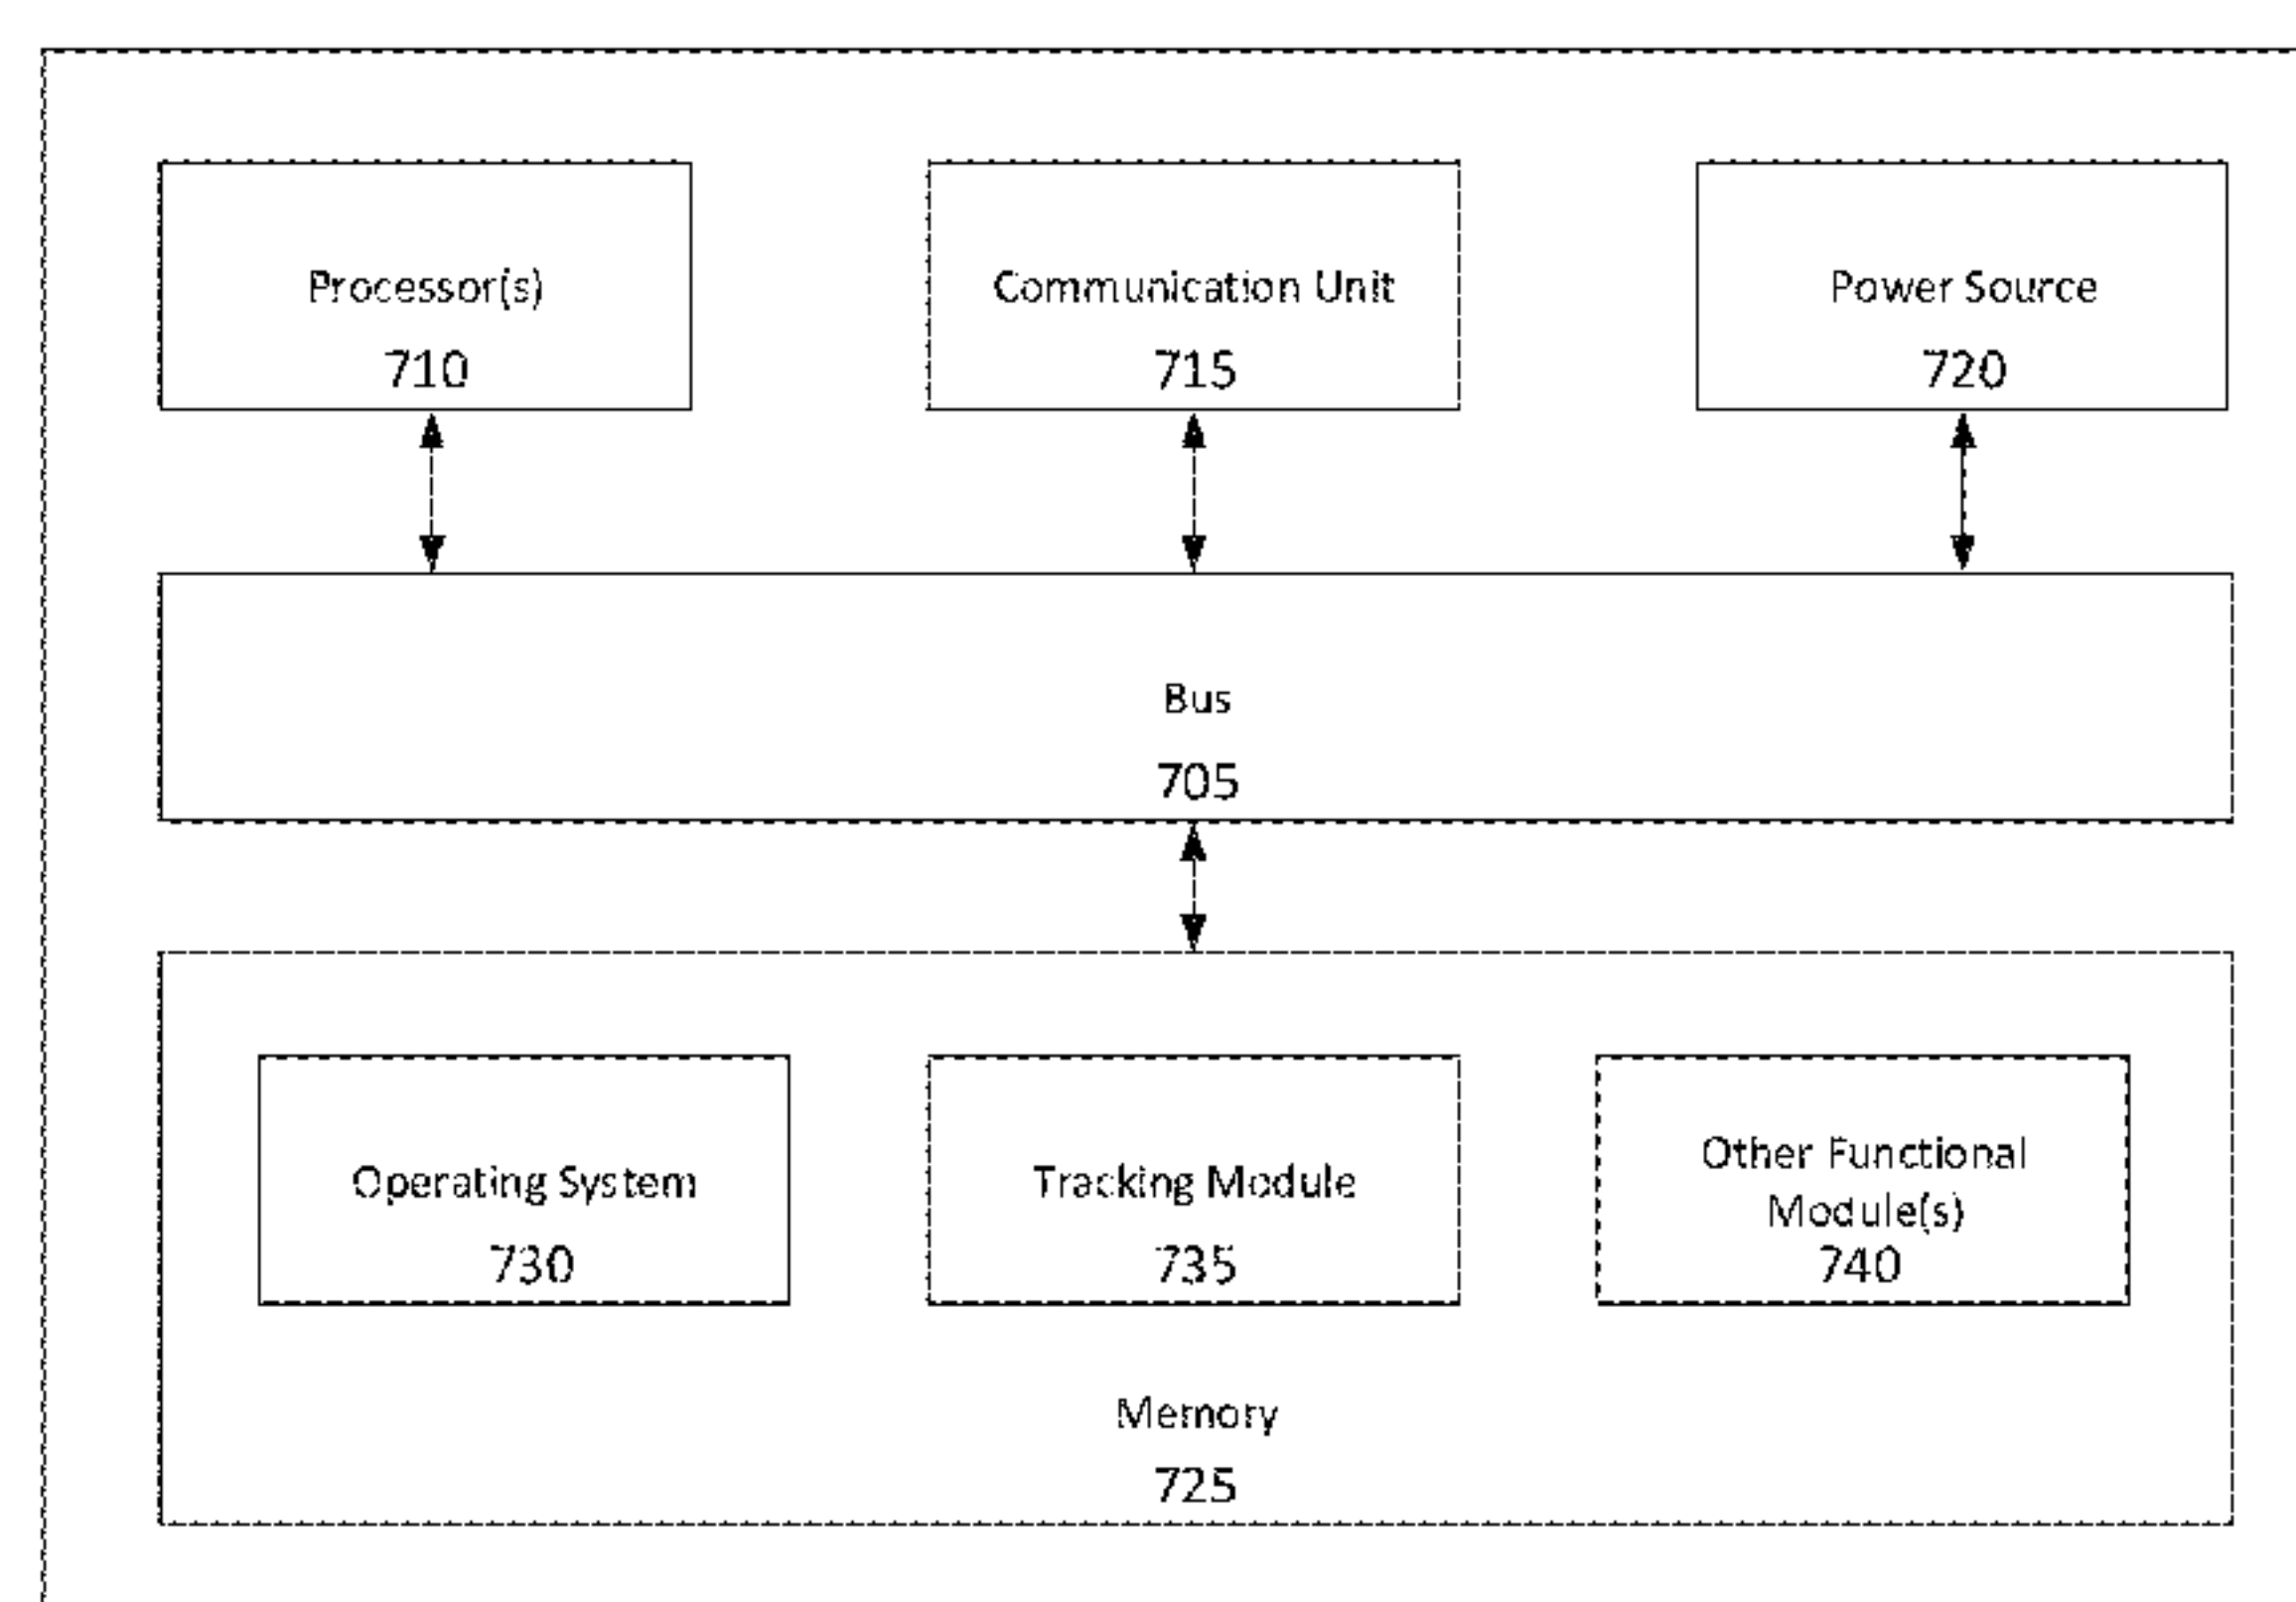 Processor(s)
710
Communication Unit
715
Power Source
720
Bus
705
Operating System
730
Tracking Module
735
Other Functional
Module(s)
740
Memory
725